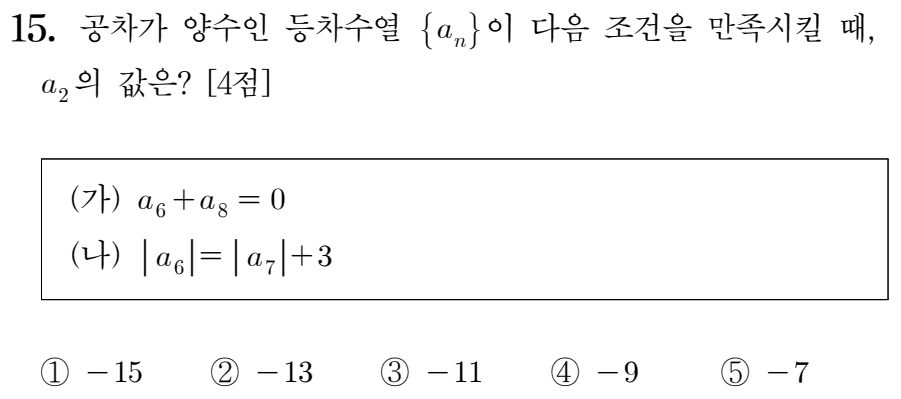 15. 공차가 양수인 등차수열 {aₙ}이 다음 조건을 만족시킬 때,
a₂의 값은? [4점]
(가) a₆+a₈=0
(나) |a₆|=|a₇|+3
① -15 ② -13 ③ -11 ④ -9 ⑤ -7